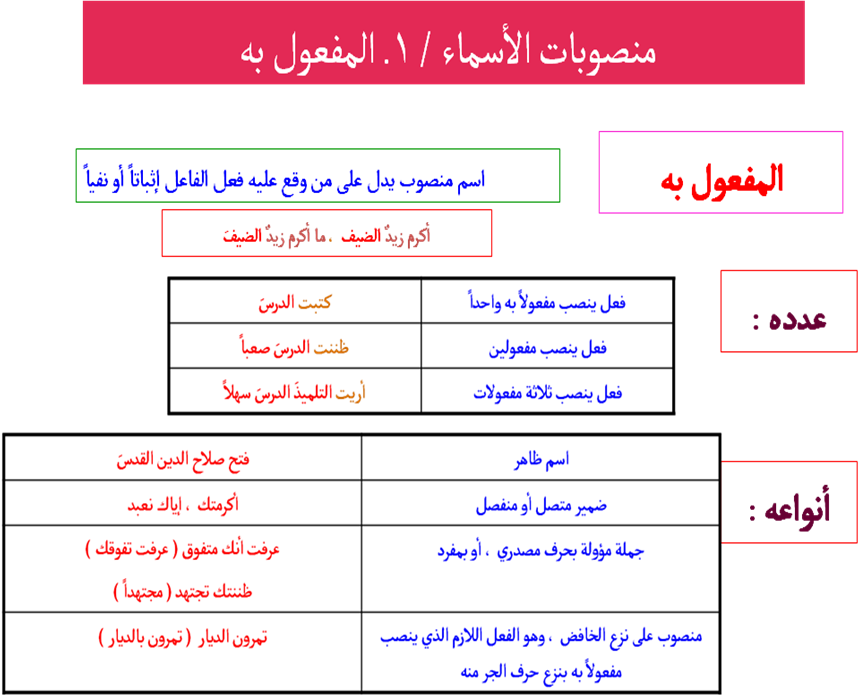 منصوبات الأسماء / ١. المفعول به
المفعول به
اسم منصوب يدل على من وقع عليه فعل الفاعل إثباتاً أو نفياً
أكرم زيدٌ الضيف ، ما أكرم زيدٌ الضيفَ
عدده :
فعل ينصب مفعولاً به واحداً كتبت الدرسَ
فعل ينصب مفعولين ظننت الدرسَ صعباً
فعل ينصب ثلاثة مفعولات أريت التلميذَ الدرسَ سهلاً
أنواعه :
اسم ظاهر فتح صلاح الدين القدسَ
ضمير متصل أو منفصل أكرمتك ، إياك نعبد
جملة مؤولة بحرف مصدري ، أو بمفرد عرفت أنك متفوق ( عرفت تفوقك )
ظننتك تجتهد ( مجتهداً )
منصوب على نزع الخافض ، وهو الفعل اللازم الذي ينصب تمرون الديار ( تمرون بالديار )
مفعولاً به بنزع حرف الجر منه